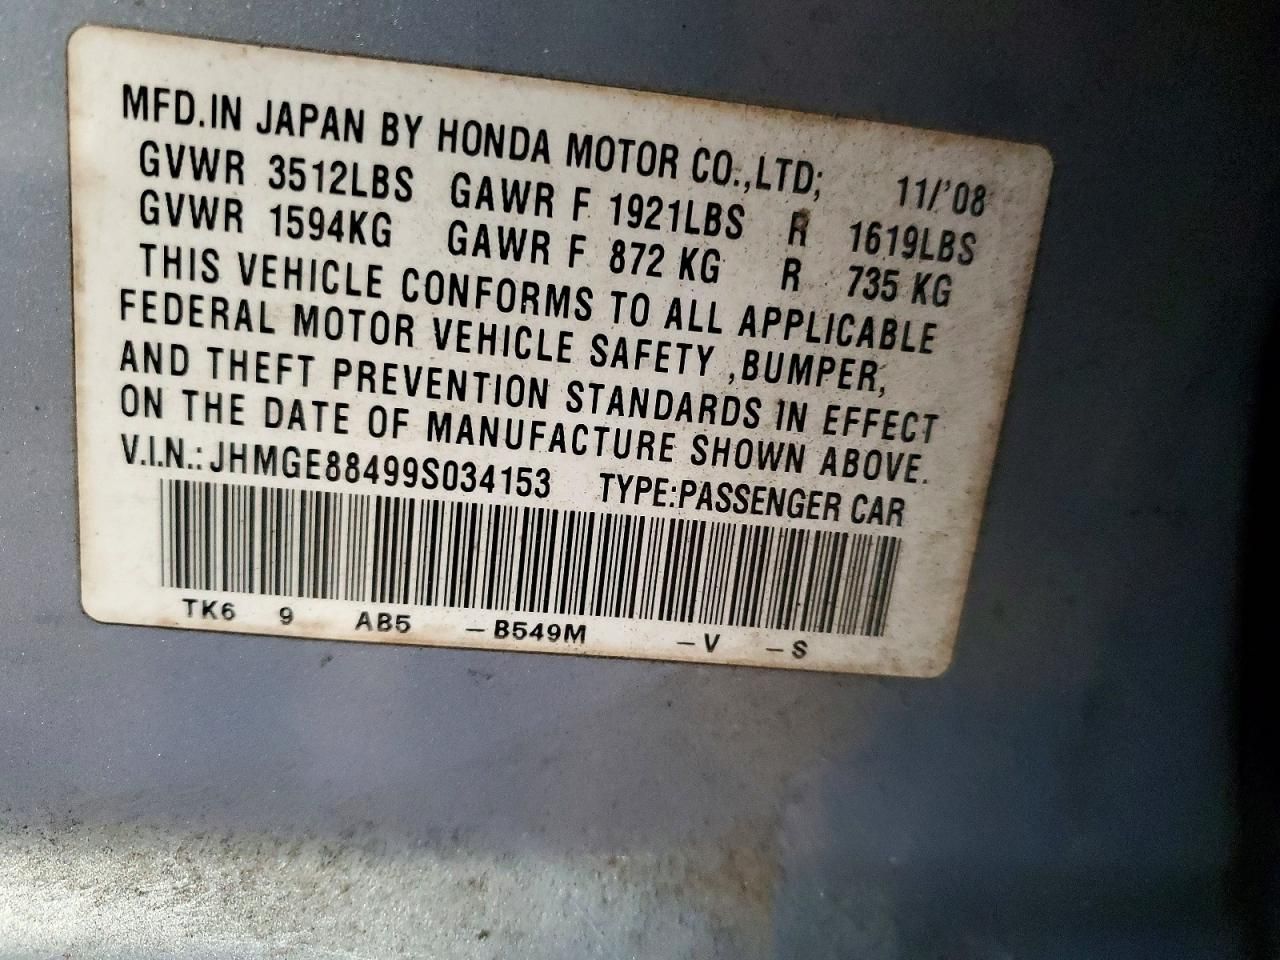 MFD.IN JAPAN BY HONDA MOTOR CO.,LTD; 11/'08
GVWR 3512LBS GAWR F 1921LBS R 1619LBS
GVWR 1594KG GAWR F 872 KG R 735 KG
THIS VEHICLE CONFORMS TO ALL APPLICABLE
FEDERAL MOTOR VEHICLE SAFETY ,BUMPER,
AND THEFT PREVENTION STANDARDS IN EFFECT
ON THE DATE OF MANUFACTURE SHOWN ABOVE.
V.I.N.: JHMGE88499S034153 TYPE:PASSENGER CAR
TK6 9 AB5 -B549M -V -S